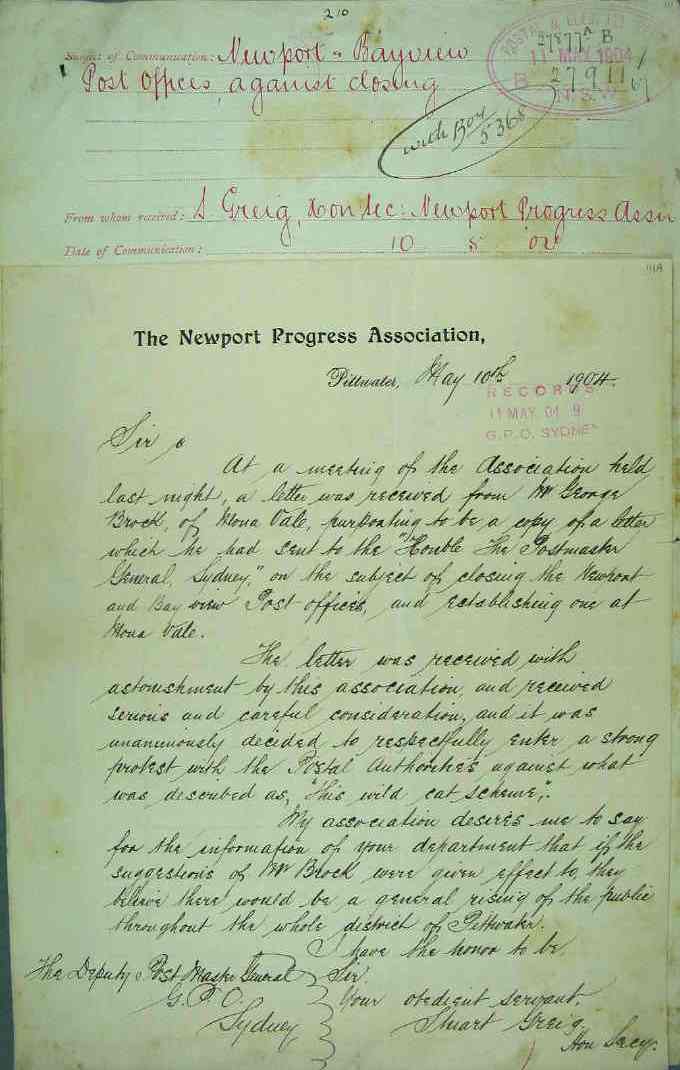 210
Subject of Communication: Newport & Bayview
Post Offices, against closing
POSTAL & ELECTRIC
27877A B
11 MAY 1904
B 27911/
N.S.W.
with Boy
5368
From whom received: S. Greig, Hon Sec: Newport Progress Assn
Date of Communication: 10 5 04
111A
The Newport Progress Association,
Pittwater, May 10th 1904.
RECORDS
11 MAY. 04 9
G.P.O. SYDNEY
Sir
At a meeting of the Association held
last night, a letter was received from Mr George
Brock, of Mona Vale, purporting to be a copy of a letter
which he had sent to the "Honble The Postmaster
General, Sydney," on the subject of closing the Newport
and Bay view Post offices, and establishing one at
Mona Vale.
The letter was received with
astonishment by this association, and received
serious and careful consideration, and it was
unanimously decided to respectfully enter a strong
protest with the Postal Authorities against what
was described as, "this wild cat scheme,".
My association desires me to say
for the information of your department that if the
suggestions of Mr Brock were given effect to, they
believe there would be a general rising of the public
throughout the whole district of Pittwater.
I have the honor to be,
The Deputy Post Master General Sir.
G.P.O. Your obedient servant.
Sydney Stuart Greig.
Hon Secy.